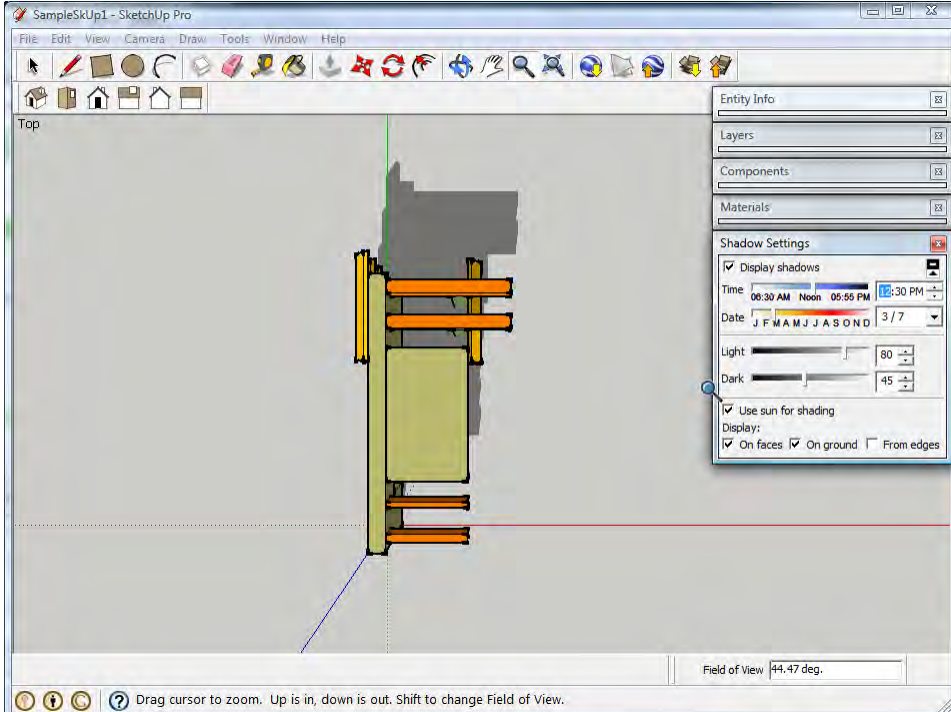 SampleSkUp1 - SketchUp Pro
File Edit View Camera Draw Tools Window Help
Top
Entity Info
Layers
Components
Materials
Shadow Settings
Display shadows
Time 06:30 AM Noon 05:55 PM 12:30 PM
Date J F M A M J J A S O N D 3 / 7
Light 80
Dark 45
Use sun for shading
Display:
On faces On ground From edges
Field of View 44.47 deg.
Drag cursor to zoom. Up is in, down is out. Shift to change Field of View.